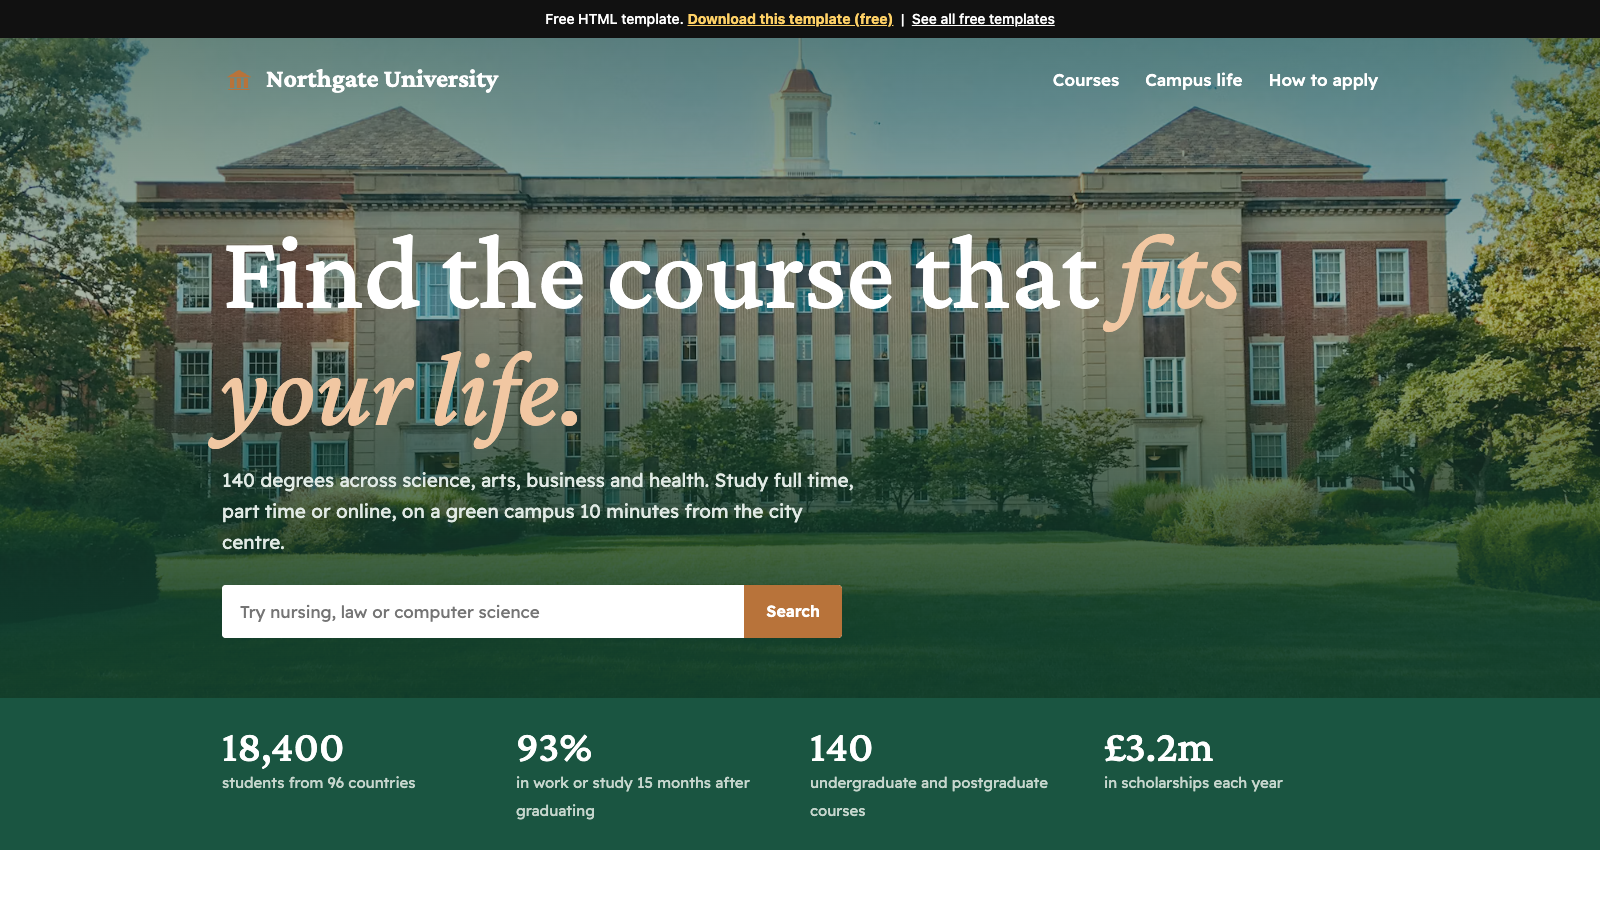 Free HTML template. Download this template (free) | See all free templates
Northgate University
Courses Campus life How to apply
Find the course that fits
your life.
140 degrees across science, arts, business and health. Study full time,
part time or online, on a green campus 10 minutes from the city
centre.
Try nursing, law or computer science
Search
18,400
students from 96 countries
93%
in work or study 15 months after
graduating
140
undergraduate and postgraduate
courses
£3.2m
in scholarships each year